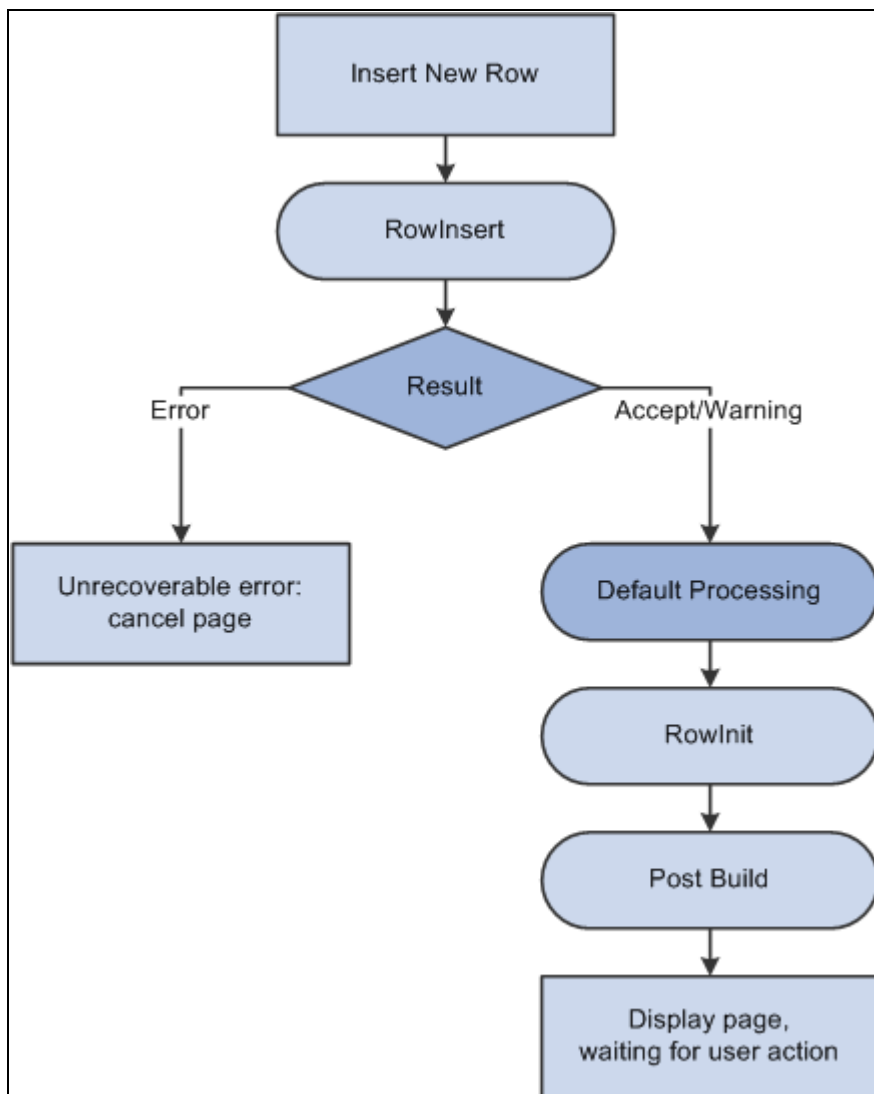 Insert New Row
RowInsert
Result
Error
Accept/Warning
Unrecoverable error:
cancel page
Default Processing
RowInit
Post Build
Display page,
waiting for user action